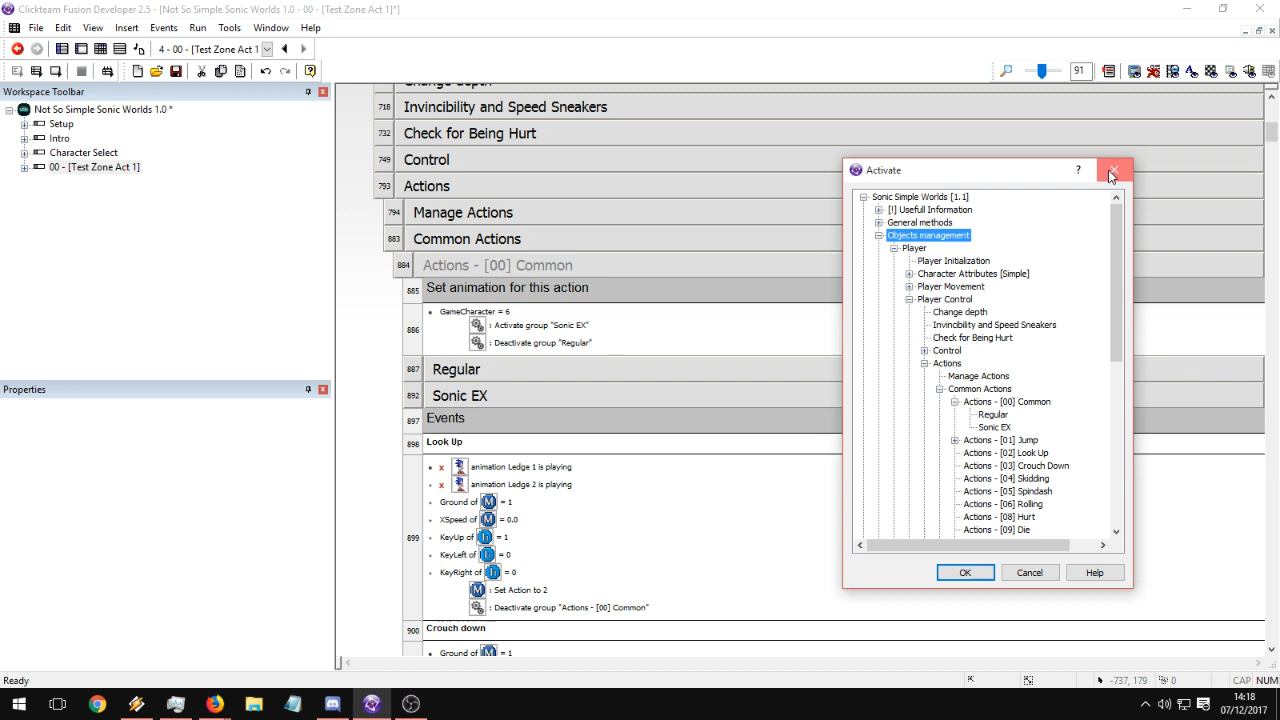 Clickteam Fusion Developer 2.5 - [Not So Simple Sonic Worlds 1.0 - 00 - [Test Zone Act 1]*]
File Edit View Insert Events Run Tools Window Help
4 - 00 - [Test Zone Act 1
91
Workspace Toolbar
Not So Simple Sonic Worlds 1.0 *
Setup
Intro
Character Select
00 - [Test Zone Act 1]
Properties
Change depth
718 Invincibility and Speed Sneakers
732 Check for Being Hurt
749 Control
793 Actions
794 Manage Actions
883 Common Actions
884 Actions - [00] Common
885 Set animation for this action
886
GameCharacter = 6
: Activate group "Sonic EX"
: Deactivate group "Regular"
887 Regular
892 Sonic EX
897 Events
898 Look Up
899
X animation Ledge 1 is playing
X animation Ledge 2 is playing
Ground of M = 1
XSpeed of M = 0.0
KeyUp of = 1
KeyLeft of = 0
KeyRight of = 0
M : Set Action to 2
: Deactivate group "Actions - [00] Common"
900 Crouch down
Ground of M = 1
Activate ?
Sonic Simple Worlds [1.1]
[!] Usefull Information
General methods
Objects management
Player
Player Initialization
Character Attributes [Simple]
Player Movement
Player Control
Change depth
Invincibility and Speed Sneakers
Check for Being Hurt
Control
Actions
Manage Actions
Common Actions
Actions - [00] Common
Regular
Sonic EX
Actions - [01] Jump
Actions - [02] Look Up
Actions - [03] Crouch Down
Actions - [04] Skidding
Actions - [05] Spindash
Actions - [06] Rolling
Actions - [08] Hurt
Actions - [09] Die
OK Cancel Help
Ready
-737, 179
0
CAP NUM
14:18
07/12/2017